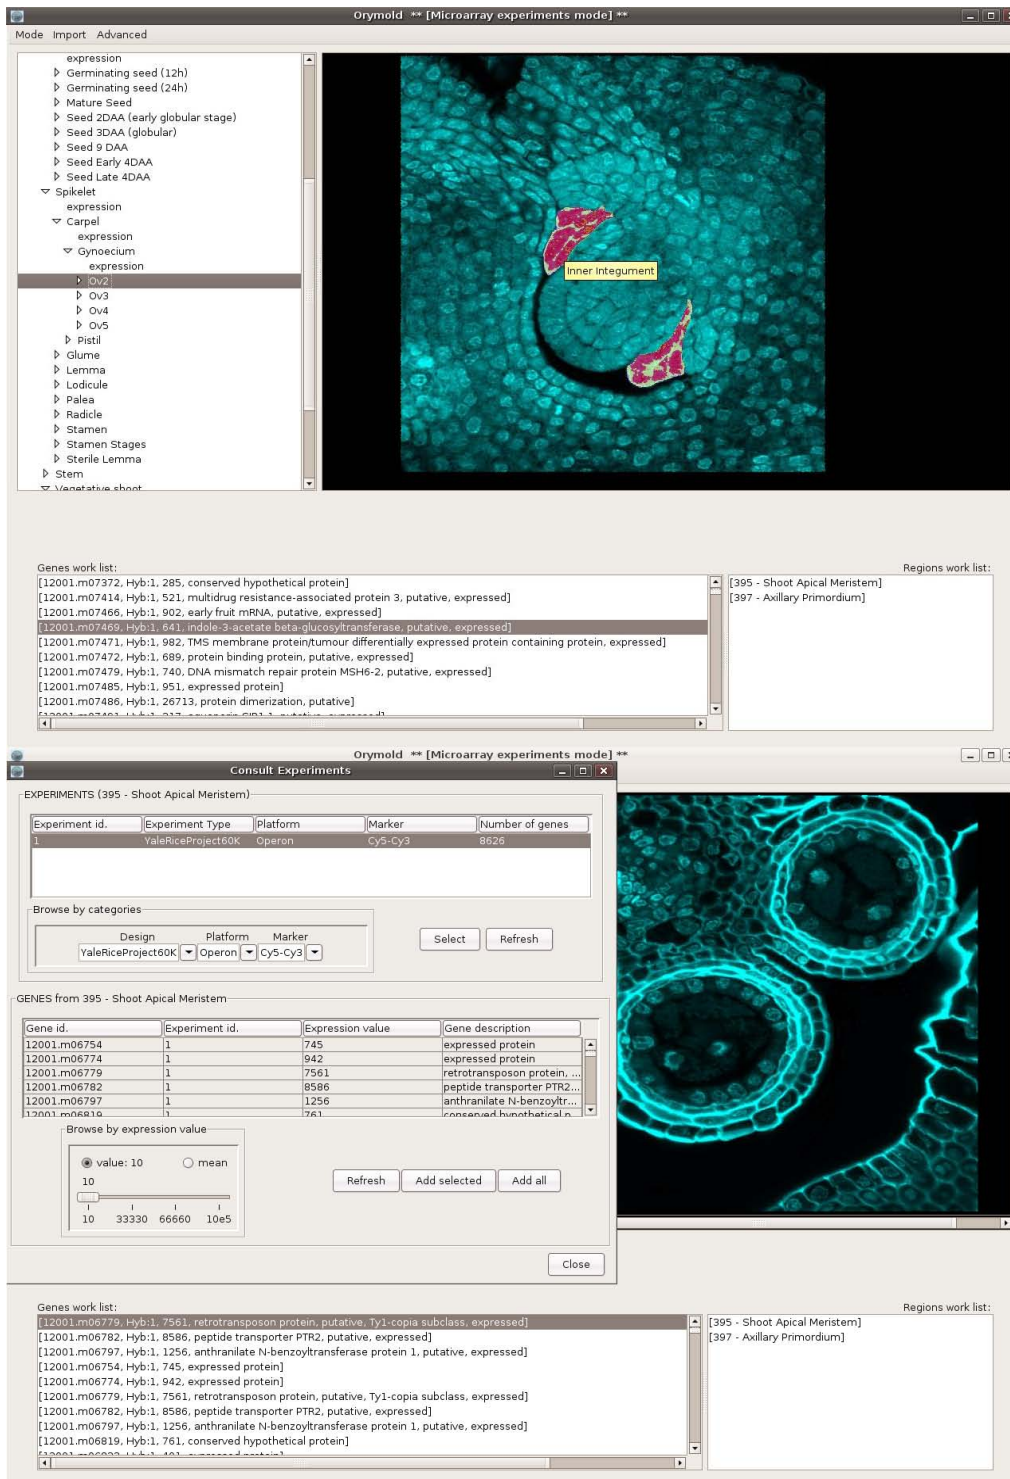 Orymold ** [Microarray experiments mode] **
Mode Import Advanced
expression
Germinating seed (12h)
Germinating seed (24h)
Mature Seed
Seed 2DAA (early globular stage)
Seed 3DAA (globular)
Seed 9 DAA
Seed Early 4DAA
Seed Late 4DAA
Spikelet
expression
Carpel
expression
Gynoecium
expression
Ov2
Ov3
Ov4
Ov5
Pistil
Glume
Lemma
Lodicule
Palea
Radicle
Stamen
Stamen Stages
Sterile Lemma
Stem
Vegetative shoot
Inner Integument
Genes work list:
[12001.m07372, Hyb:1, 285, conserved hypothetical protein]
[12001.m07414, Hyb:1, 521, multidrug resistance-associated protein 3, putative, expressed]
[12001.m07466, Hyb:1, 902, early fruit mRNA, putative, expressed]
[12001.m07469, Hyb:1, 641, indole-3-acetate beta-glucosyltransferase, putative, expressed]
[12001.m07471, Hyb:1, 982, TMS membrane protein/tumour differentially expressed protein containing protein, expressed]
[12001.m07472, Hyb:1, 689, protein binding protein, putative, expressed]
[12001.m07479, Hyb:1, 740, DNA mismatch repair protein MSH6-2, putative, expressed]
[12001.m07485, Hyb:1, 951, expressed protein]
[12001.m07486, Hyb:1, 26713, protein dimerization, putative]
Regions work list:
[395 - Shoot Apical Meristem]
[397 - Axillary Primordium]
Orymold ** [Microarray experiments mode] **
Consult Experiments
EXPERIMENTS (395 - Shoot Apical Meristem)
Experiment id. Experiment Type Platform Marker Number of genes
1 YaleRiceProject60K Operon Cy5-Cy3 8626
Browse by categories
Design Platform Marker
YaleRiceProject60K Operon Cy5-Cy3
Select Refresh
GENES from 395 - Shoot Apical Meristem
Gene id. Experiment id. Expression value Gene description
12001.m06754 1 745 expressed protein
12001.m06774 1 942 expressed protein
12001.m06779 1 7561 retrotransposon protein, ...
12001.m06782 1 8586 peptide transporter PTR2...
12001.m06797 1 1256 anthranilate N-benzoyltr...
12001.m06819 1 761 conserved hypothetical p...
Browse by expression value
value: 10 mean
10
10 33330 66660 10e5
Refresh Add selected Add all
Close
Genes work list:
[12001.m06779, Hyb:1, 7561, retrotransposon protein, putative, Ty1-copia subclass, expressed]
[12001.m06782, Hyb:1, 8586, peptide transporter PTR2, putative, expressed]
[12001.m06797, Hyb:1, 1256, anthranilate N-benzoyltransferase protein 1, putative, expressed]
[12001.m06754, Hyb:1, 745, expressed protein]
[12001.m06774, Hyb:1, 942, expressed protein]
[12001.m06779, Hyb:1, 7561, retrotransposon protein, putative, Ty1-copia subclass, expressed]
[12001.m06782, Hyb:1, 8586, peptide transporter PTR2, putative, expressed]
[12001.m06797, Hyb:1, 1256, anthranilate N-benzoyltransferase protein 1, putative, expressed]
[12001.m06819, Hyb:1, 761, conserved hypothetical protein]
Regions work list:
[395 - Shoot Apical Meristem]
[397 - Axillary Primordium]